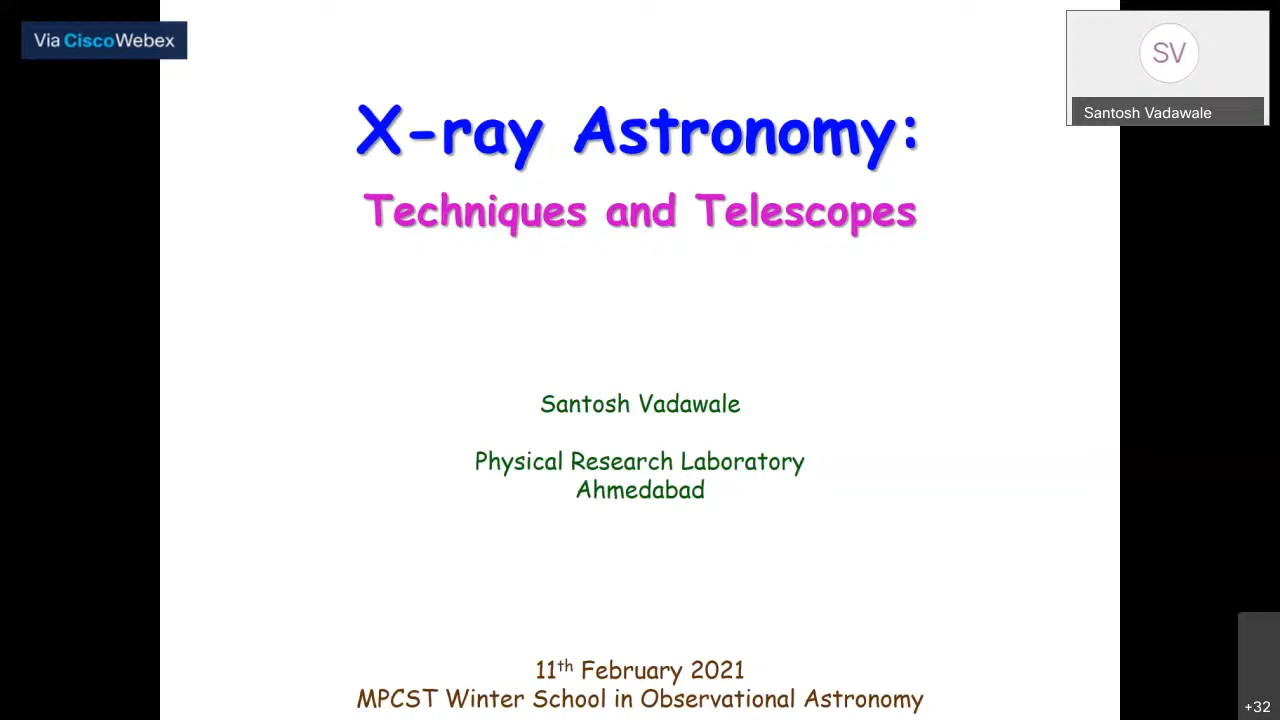 Via CiscoWebex
SV
Santosh Vadawale
X-ray Astronomy:
Techniques and Telescopes
Santosh Vadawale
Physical Research Laboratory
Ahmedabad
11th February 2021
MPCST Winter School in Observational Astronomy
+32